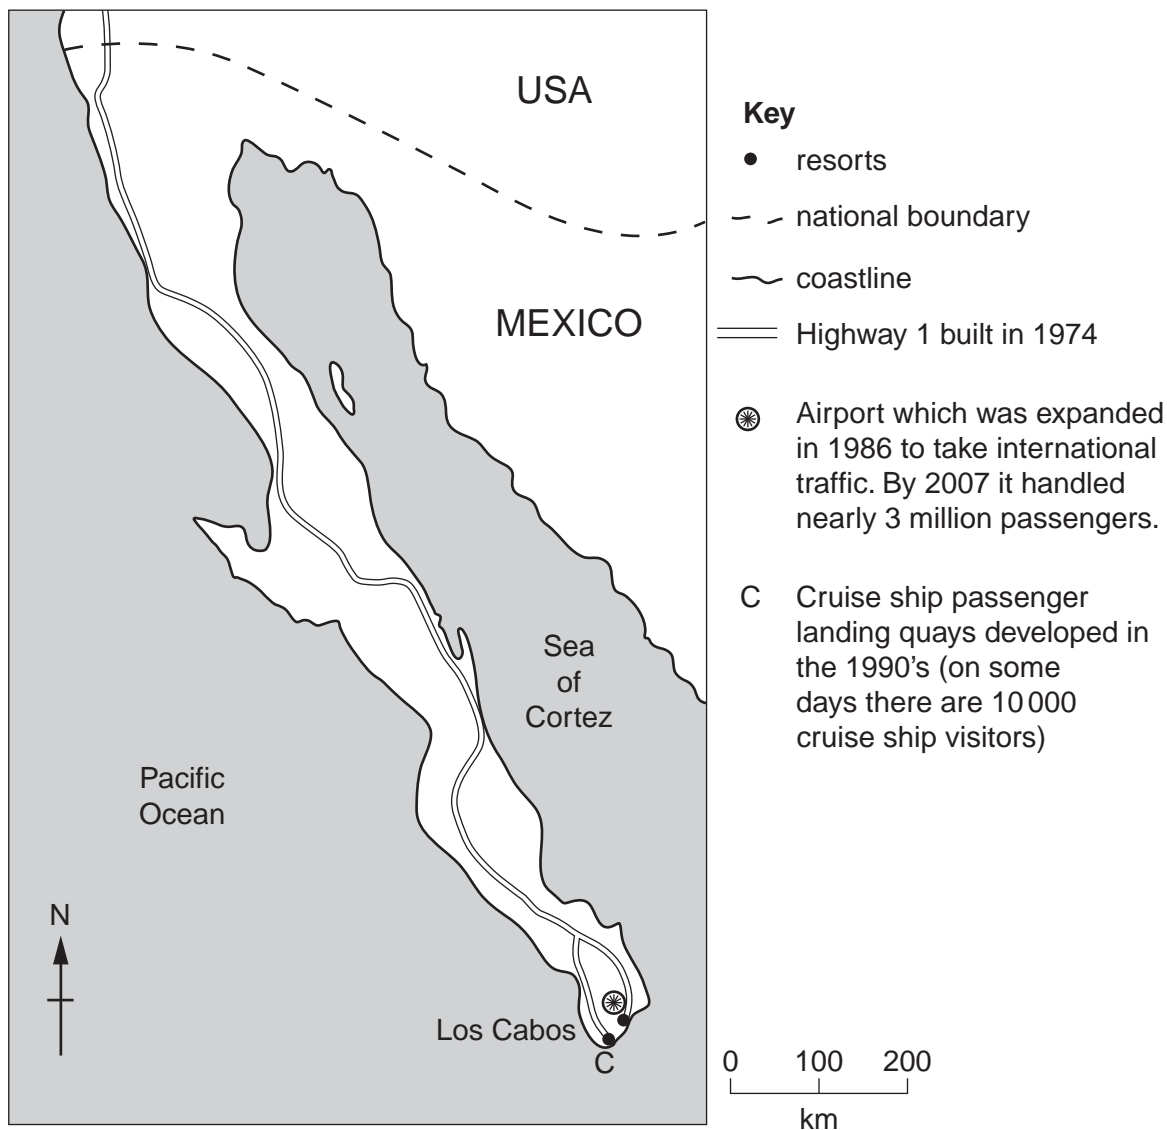 USA
MEXICO
Sea
of
Cortez
Pacific
Ocean
N
Los Cabos
C
Key
resorts
national boundary
coastline
Highway 1 built in 1974
Airport which was expanded
in 1986 to take international
traffic. By 2007 it handled
nearly 3 million passengers.
C Cruise ship passenger
landing quays developed in
the 1990’s (on some
days there are 10 000
cruise ship visitors)
0 100 200
km